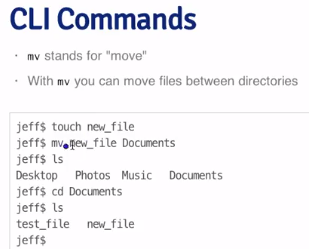 CLI Commands
· mv stands for "move"
· With mv you can move files between directories
jeff$ touch new_file
jeff$ mv new_file Documents
jeff$ ls
Desktop Photos Music Documents
jeff$ cd Documents
jeff$ ls
test_file new_file
jeff$